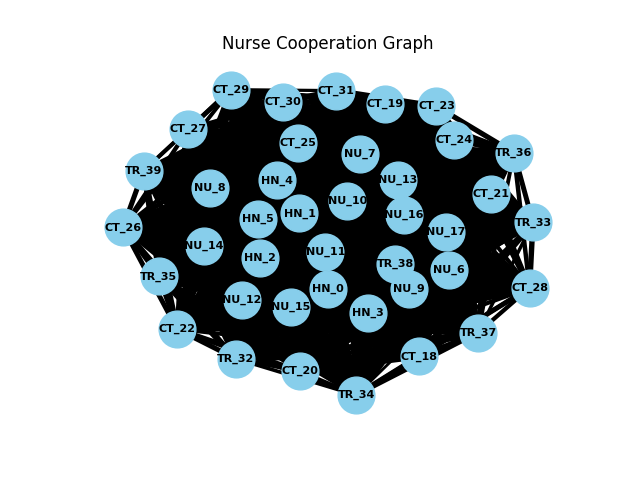 Nurse Cooperation Graph
CT_29
CT_31
CT_30
CT_19
CT_23
CT_27
CT_24
CT_25
NU_7
TR_36
TR_39
HN_4
NU_13
NU_8
CT_21
NU_10
HN_1
NU_16
HN_5
TR_33
CT_26
NU_17
NU_14
NU_11
HN_2
TR_38
NU_6
TR_35
CT_28
HN_0
NU_9
NU_12
NU_15
HN_3
CT_22
TR_37
CT_18
TR_32
CT_20
TR_34